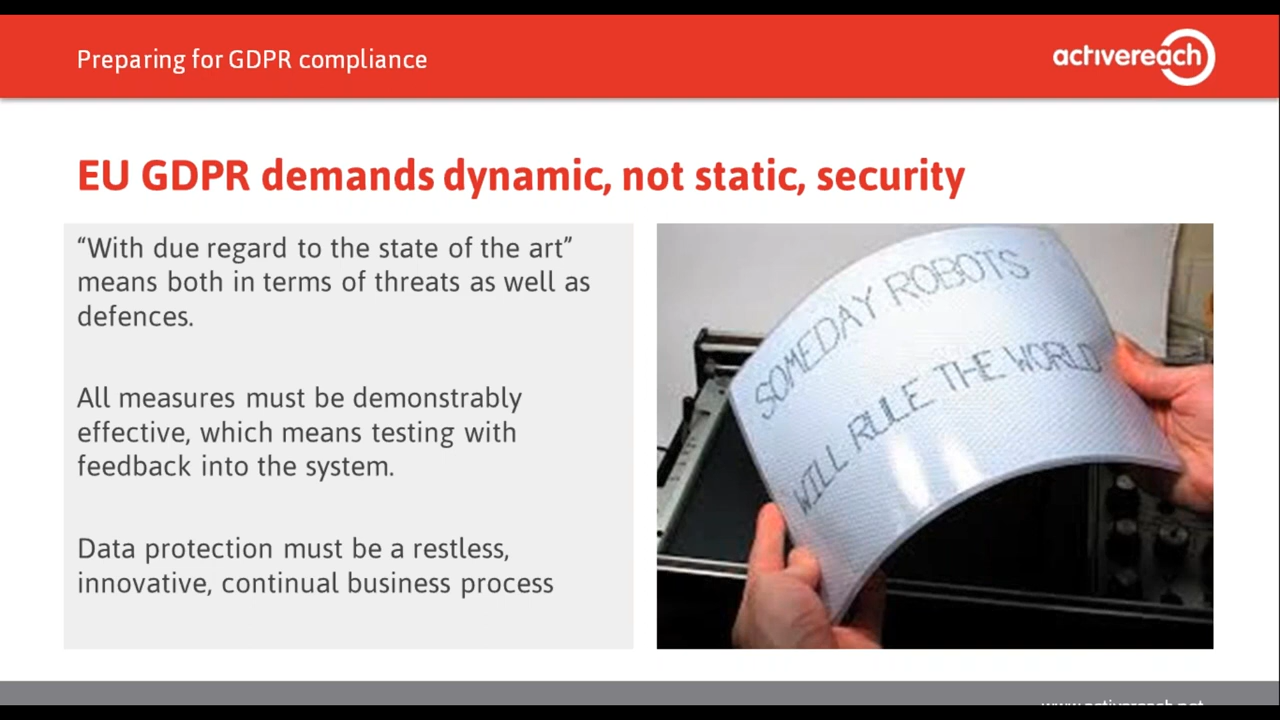 Preparing for GDPR compliance
actıvereach
EU GDPR demands dynamic, not static, security
“With due regard to the state of the art”
means both in terms of threats as well as
defences.
All measures must be demonstrably
effective, which means testing with
feedback into the system.
Data protection must be a restless,
innovative, continual business process
SOMEDAY ROBOTS
WILL RULE THE WORLD